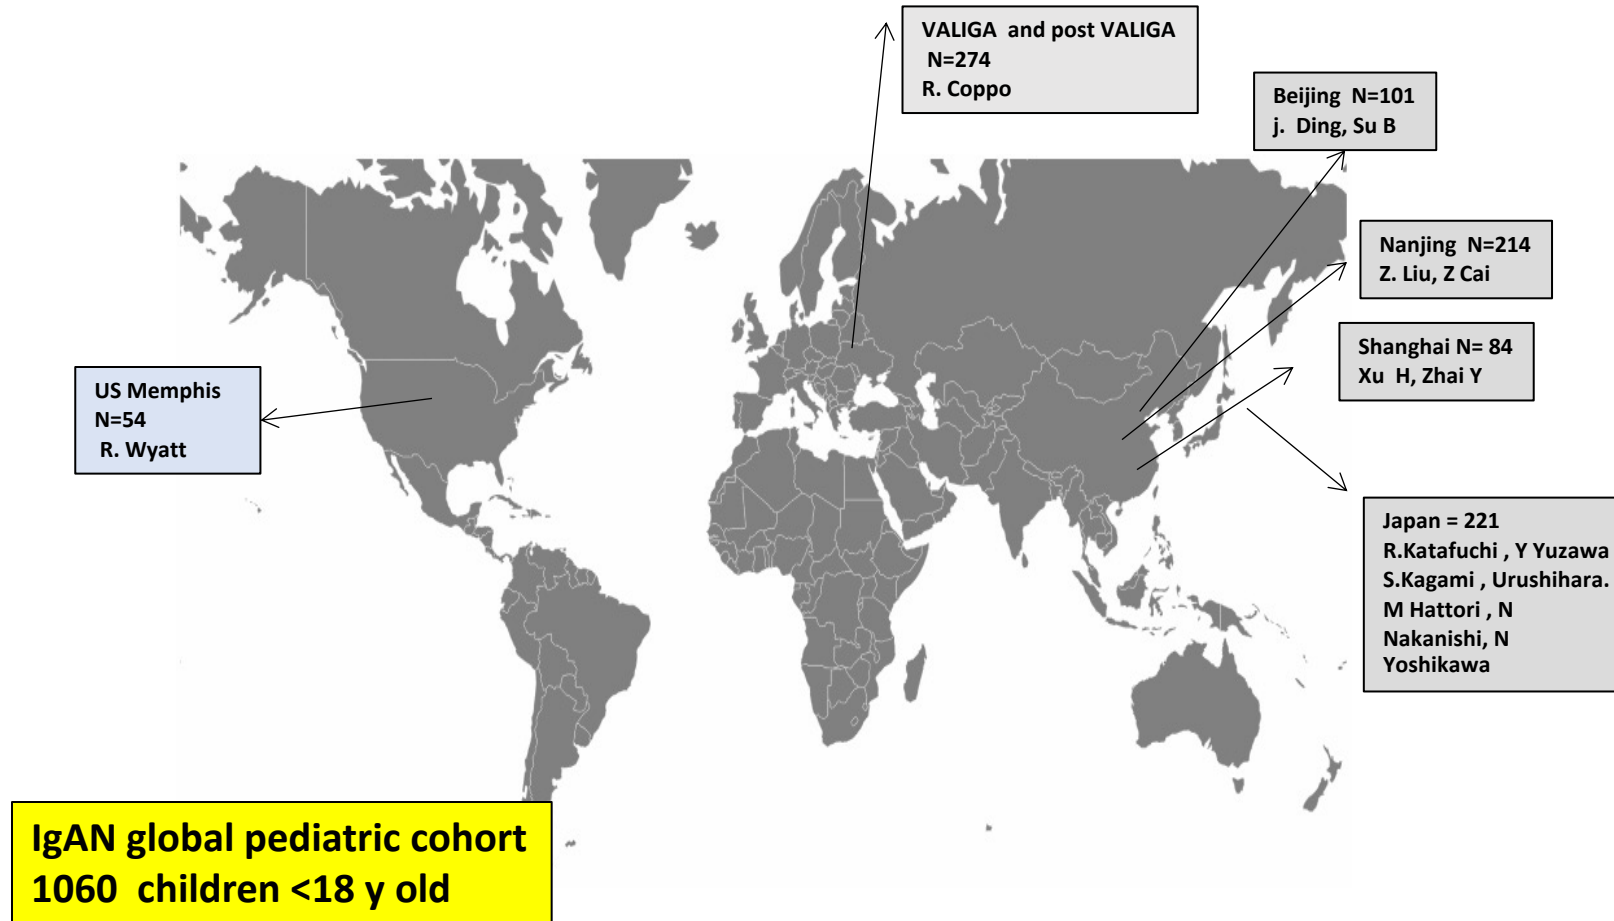 VALIGA and post VALIGA
N=274
R. Coppo
Beijing N=101
j. Ding, Su B
Nanjing N=214
Z. Liu, Z Cai
Shanghai N= 84
Xu H, Zhai Y
US Memphis
N=54
R. Wyatt
Japan = 221
R.Katafuchi , Y Yuzawa
S.Kagami , Urushihara.
M Hattori , N
Nakanishi, N
Yoshikawa
IgAN global pediatric cohort
1060 children <18 y old